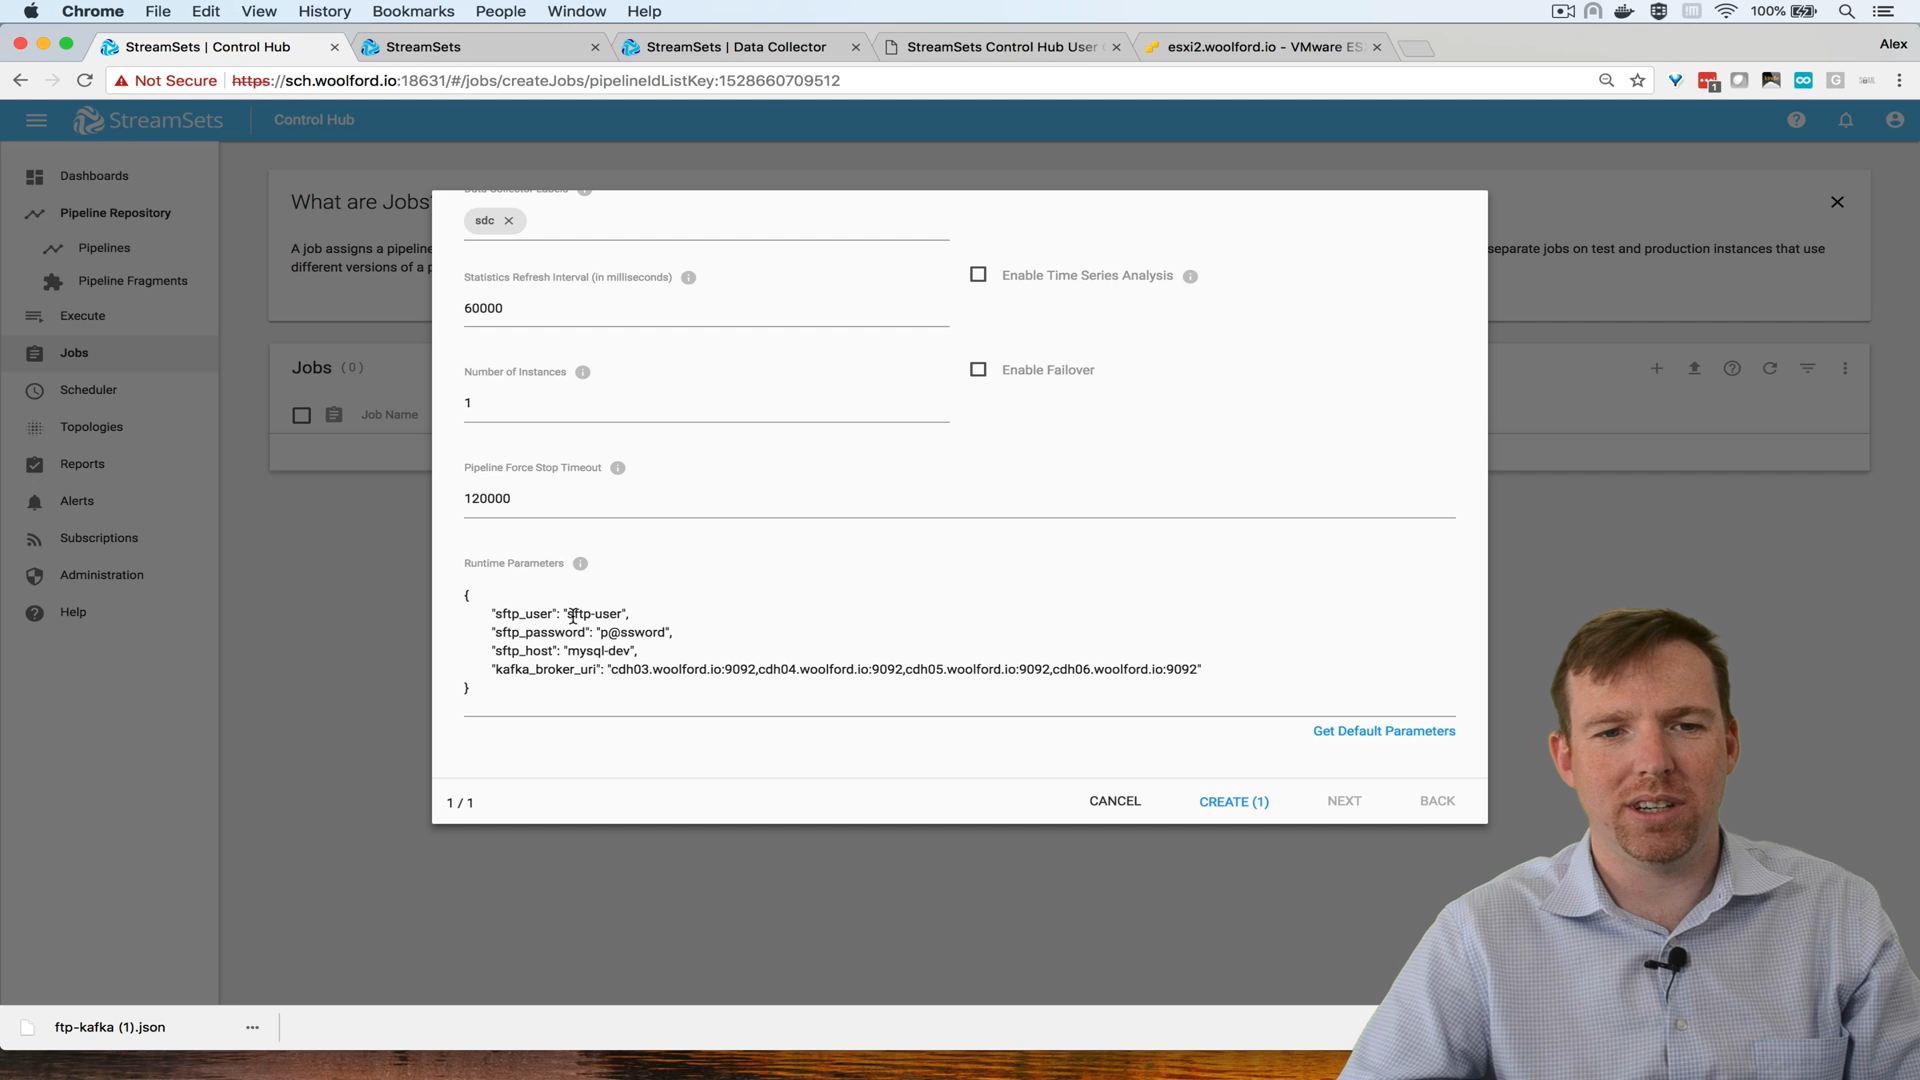 Chrome File Edit View History Bookmarks People Window Help 100%
StreamSets | Control Hub
StreamSets
StreamSets | Data Collector
StreamSets Control Hub User
esxi2.woolford.io - VMware ES
Alex
Not Secure https://sch.woolford.io:18631/#/jobs/createJobs/pipelineIdListKey:1528660709512
StreamSets Control Hub
Dashboards
Pipeline Repository
Pipelines
Pipeline Fragments
Execute
Jobs
Scheduler
Topologies
Reports
Alerts
Subscriptions
Administration
Help
What are Jobs
A job assigns a pipeline
separate jobs on test and production instances that use
different versions of a p
Jobs (0)
Job Name
Data Collector Labels
sdc
Statistics Refresh Interval (in milliseconds)
60000
Enable Time Series Analysis
Number of Instances
1
Enable Failover
Pipeline Force Stop Timeout
120000
Runtime Parameters
{
"sftp_user": "sftp-user",
"sftp_password": "p@ssword",
"sftp_host": "mysql-dev",
"kafka_broker_uri": "cdh03.woolford.io:9092,cdh04.woolford.io:9092,cdh05.woolford.io:9092,cdh06.woolford.io:9092"
}
Get Default Parameters
1 / 1
CANCEL
CREATE (1)
NEXT
BACK
ftp-kafka (1).json